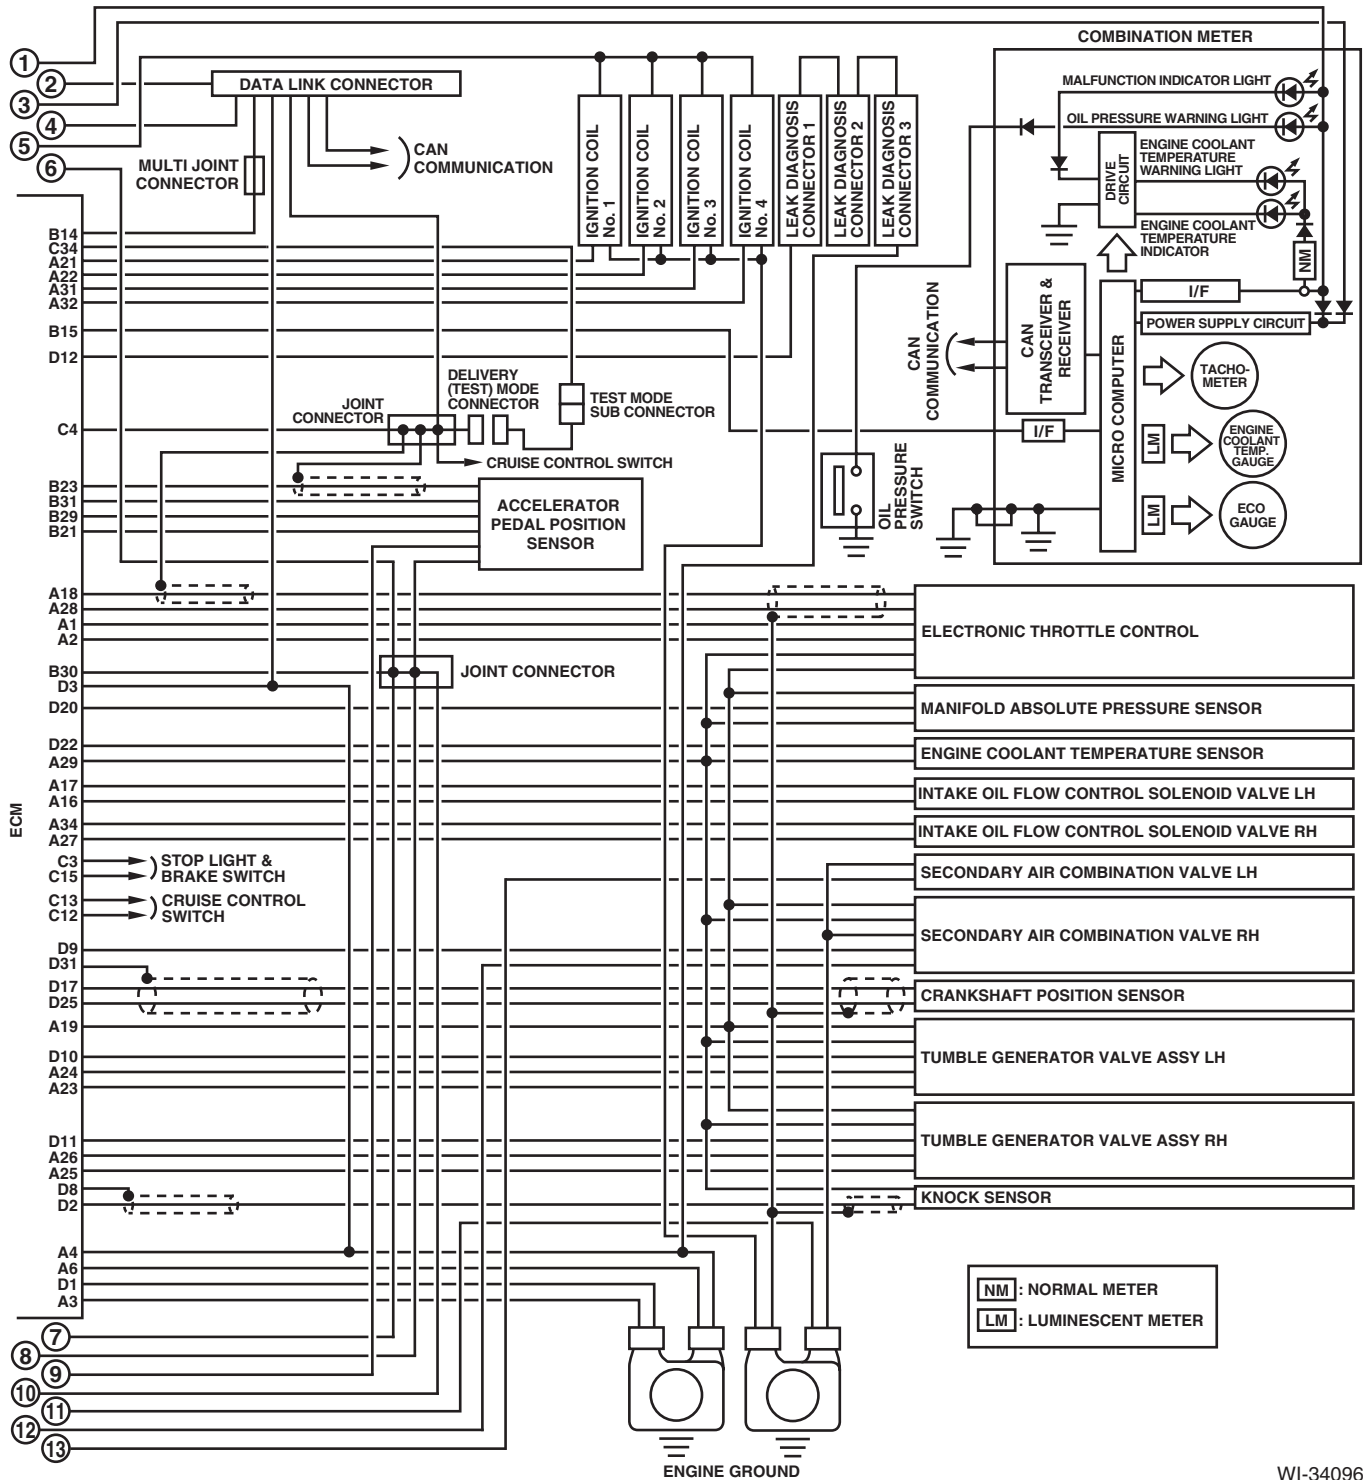 COMBINATION METER
1
2
3
4
5
6
DATA LINK CONNECTOR
MULTI JOINT
CONNECTOR
CAN
COMMUNICATION
IGNITION COIL
No. 1
IGNITION COIL
No. 2
IGNITION COIL
No. 3
IGNITION COIL
No. 4
LEAK DIAGNOSIS
CONNECTOR 1
LEAK DIAGNOSIS
CONNECTOR 2
LEAK DIAGNOSIS
CONNECTOR 3
MALFUNCTION INDICATOR LIGHT
OIL PRESSURE WARNING LIGHT
ENGINE COOLANT
TEMPERATURE
WARNING LIGHT
DRIVE
CIRCUIT
ENGINE COOLANT
TEMPERATURE
INDICATOR
NM
I/F
POWER SUPPLY CIRCUIT
CAN
TRANSCEIVER &
RECEIVER
CAN
COMMUNICATION
MICRO COMPUTER
I/F
TACHO-
METER
LM
ENGINE
COOLANT
TEMP.
GAUGE
LM
ECO
GAUGE
OIL
PRESSURE
SWITCH
ECM
B14
C34
A21
A22
A31
A32
B15
D12
C4
JOINT
CONNECTOR
DELIVERY
(TEST) MODE
CONNECTOR
TEST MODE
SUB CONNECTOR
CRUISE CONTROL SWITCH
B23
B31
B29
B21
ACCELERATOR
PEDAL POSITION
SENSOR
A18
A28
A1
A2
ELECTRONIC THROTTLE CONTROL
B30
D3
JOINT CONNECTOR
D20
MANIFOLD ABSOLUTE PRESSURE SENSOR
D22
A29
ENGINE COOLANT TEMPERATURE SENSOR
A17
A16
INTAKE OIL FLOW CONTROL SOLENOID VALVE LH
A34
A27
INTAKE OIL FLOW CONTROL SOLENOID VALVE RH
C3
C15
STOP LIGHT &
BRAKE SWITCH
SECONDARY AIR COMBINATION VALVE LH
C13
C12
CRUISE CONTROL
SWITCH
SECONDARY AIR COMBINATION VALVE RH
D9
D31
D17
D25
CRANKSHAFT POSITION SENSOR
A19
D10
A24
A23
TUMBLE GENERATOR VALVE ASSY LH
D11
A26
A25
TUMBLE GENERATOR VALVE ASSY RH
D8
D2
KNOCK SENSOR
A4
A6
D1
A3
NM : NORMAL METER
LM : LUMINESCENT METER
7
8
9
10
11
12
13
ENGINE GROUND
WI-34096